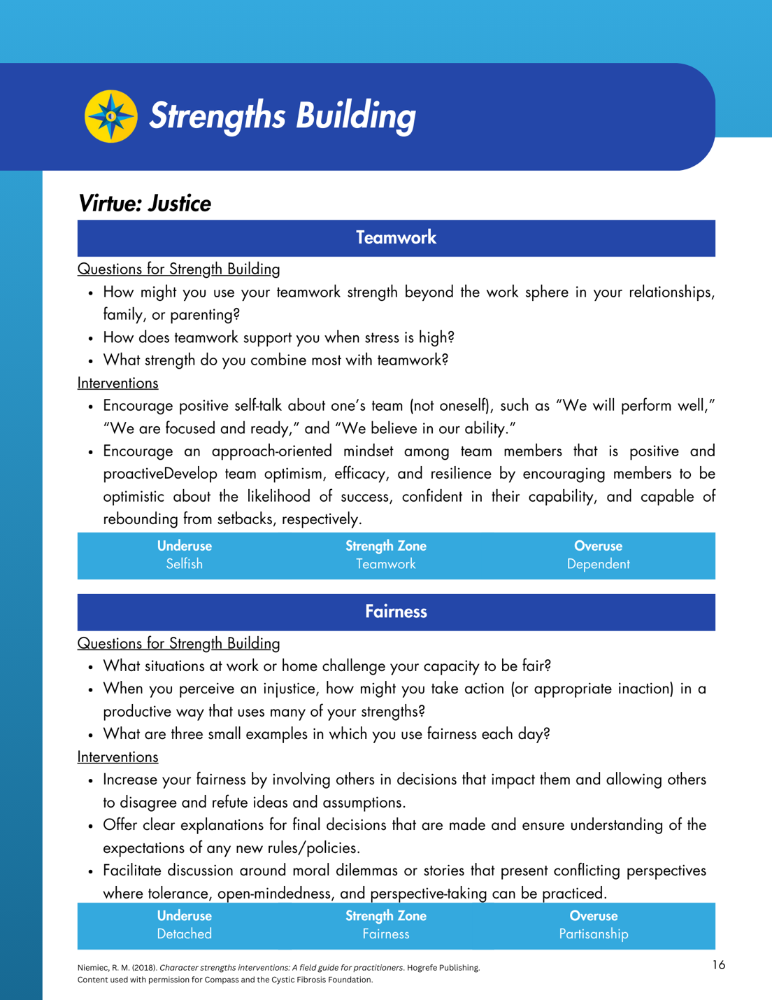 Strengths Building
Virtue: Justice
Teamwork
Questions for Strength Building
• How might you use your teamwork strength beyond the work sphere in your relationships,
family, or parenting?
• How does teamwork support you when stress is high?
• What strength do you combine most with teamwork?
Interventions
• Encourage positive self-talk about one’s team (not oneself), such as “We will perform well,”
“We are focused and ready,” and “We believe in our ability.”
• Encourage an approach-oriented mindset among team members that is positive and
proactiveDevelop team optimism, efficacy, and resilience by encouraging members to be
optimistic about the likelihood of success, confident in their capability, and capable of
rebounding from setbacks, respectively.
Underuse Strength Zone Overuse
Selfish Teamwork Dependent
Fairness
Questions for Strength Building
• What situations at work or home challenge your capacity to be fair?
• When you perceive an injustice, how might you take action (or appropriate inaction) in a
productive way that uses many of your strengths?
• What are three small examples in which you use fairness each day?
Interventions
• Increase your fairness by involving others in decisions that impact them and allowing others
to disagree and refute ideas and assumptions.
• Offer clear explanations for final decisions that are made and ensure understanding of the
expectations of any new rules/policies.
• Facilitate discussion around moral dilemmas or stories that present conflicting perspectives
where tolerance, open-mindedness, and perspective-taking can be practiced.
Underuse Strength Zone Overuse
Detached Fairness Partisanship
Niemiec, R. M. (2018). Character strengths interventions: A field guide for practitioners. Hogrefe Publishing.
Content used with permission for Compass and the Cystic Fibrosis Foundation.
16